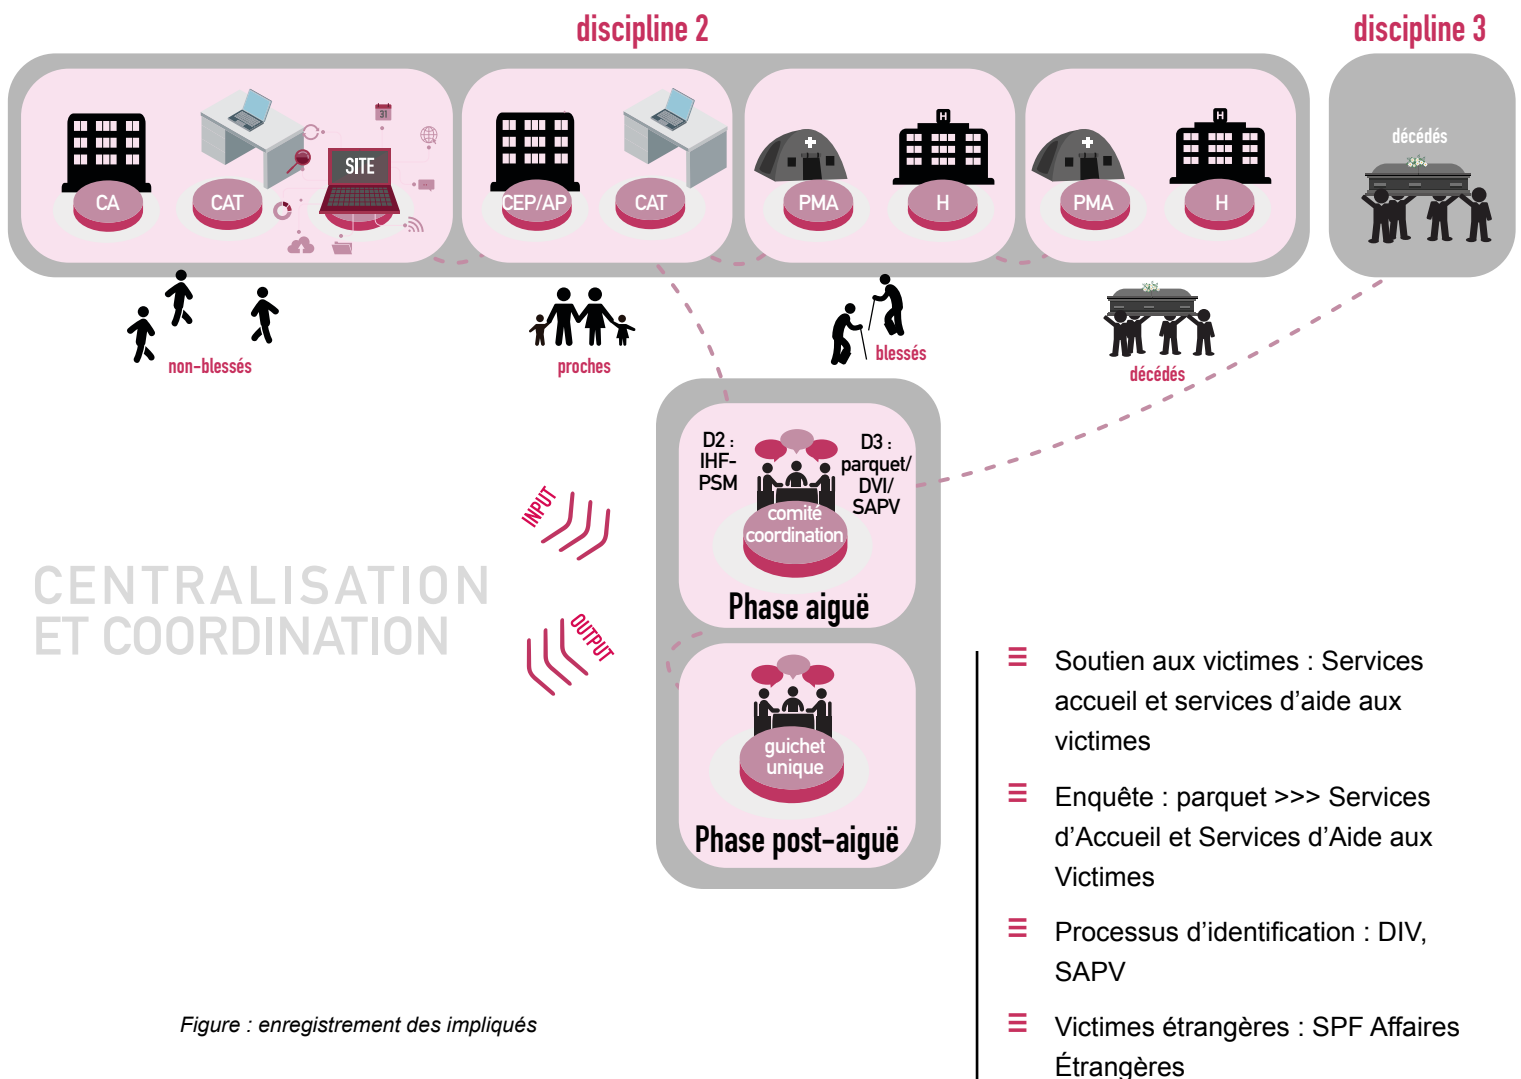 discipline 2
discipline 3
31
SITE
CA
CAT
CEP/AP
CAT
PMA
H
H
PMA
H
H
décédés
non-blessés
proches
blessés
décédés
D2 :
IHF-
PSM
D3 :
parquet/
DVI/
SAPV
comité
coordination
Phase aiguë
INPUT
OUTPUT
CENTRALISATION
ET COORDINATION
guichet
unique
Phase post-aiguë
Soutien aux victimes : Services
accueil et services d’aide aux
victimes
Enquête : parquet >>> Services
d’Accueil et Services d’Aide aux
Victimes
Processus d’identification : DIV,
SAPV
Victimes étrangères : SPF Affaires
Étrangères
Figure : enregistrement des impliqués